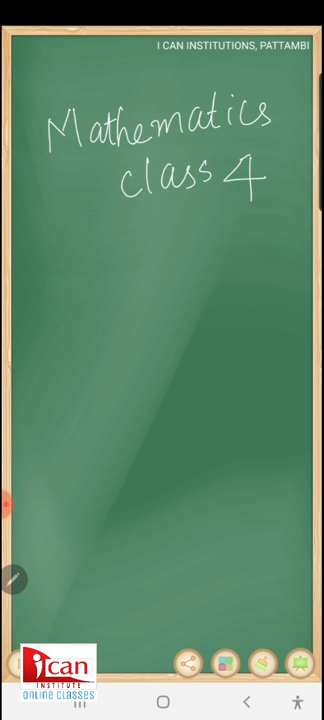 I CAN INSTITUTIONS, PATTAMBI
Mathematics
class 4
ican
INSTITUTE
online classes